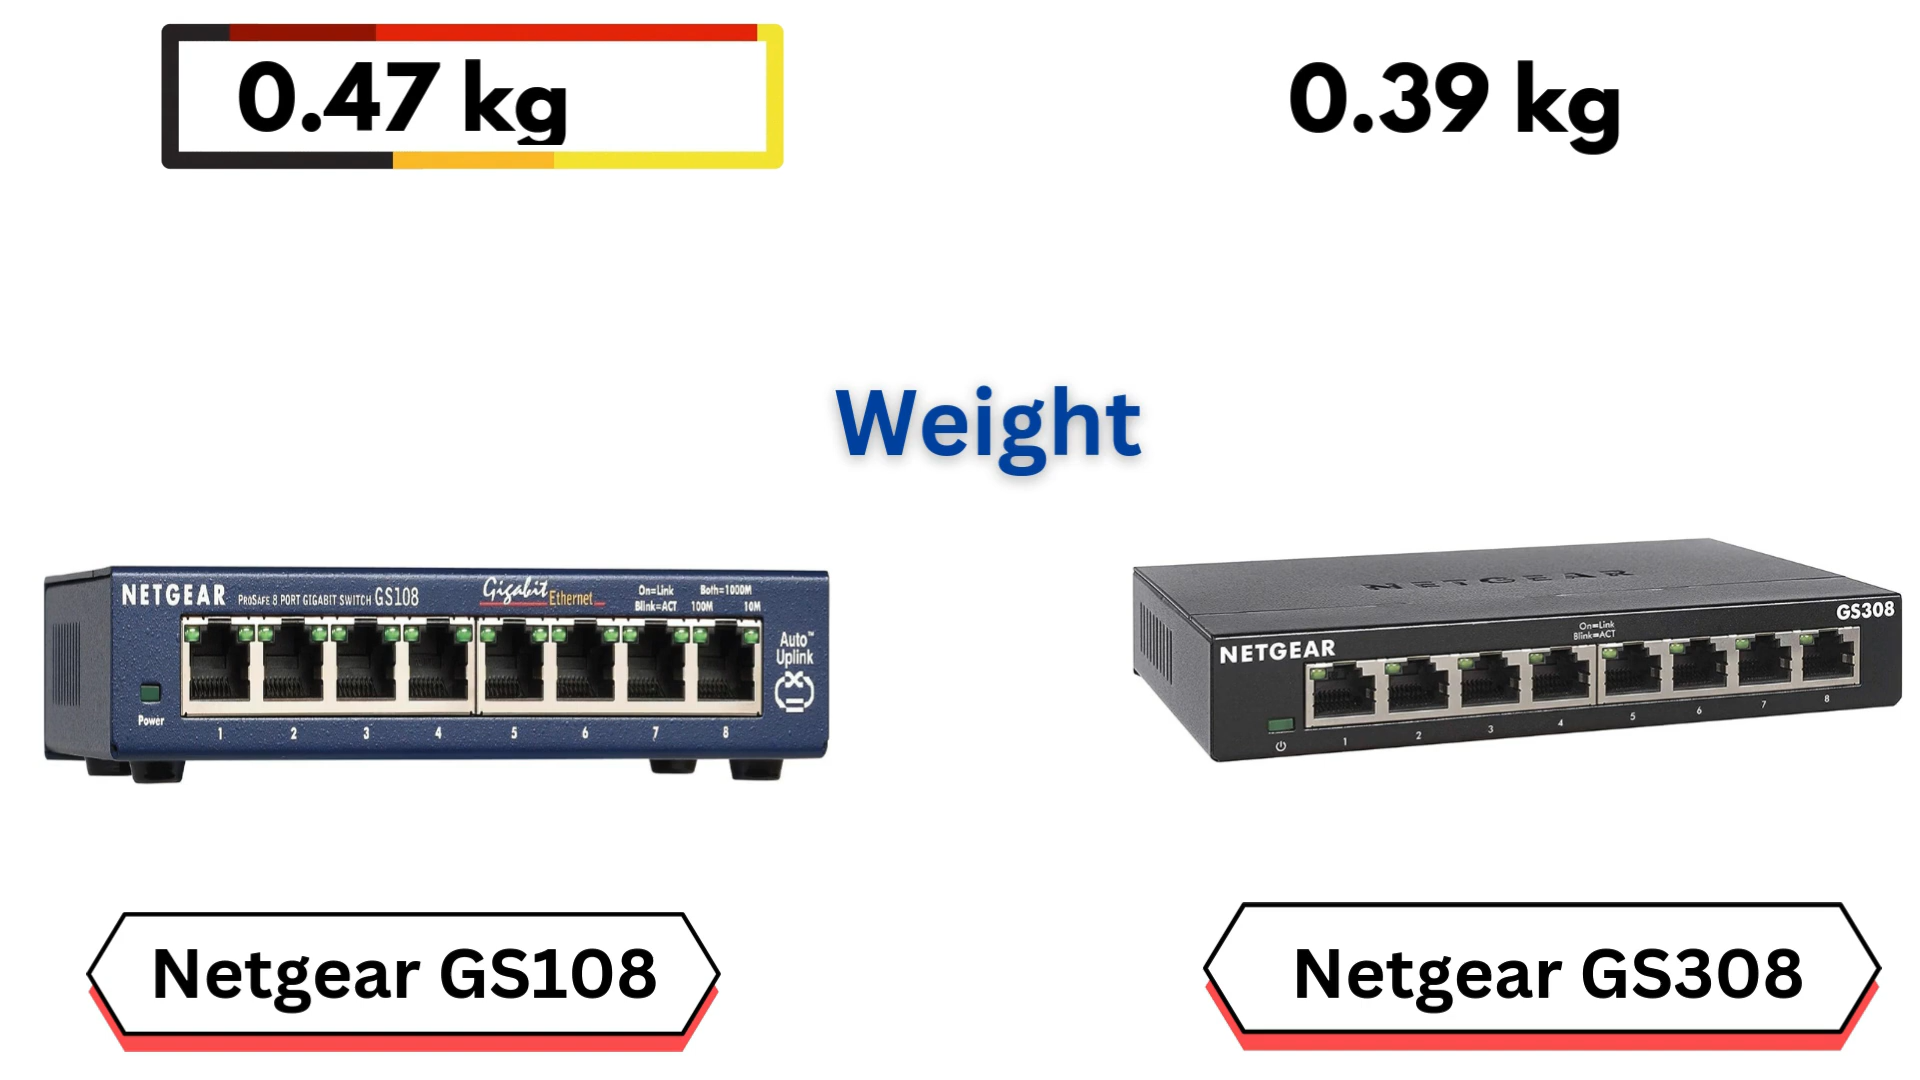 0.47 kg
0.39 kg
Weight
NETGEAR PROSAFE 8 PORT GIGABIT SWITCH GS108
Gigabit
Ethernet
On=Link Both=1000M
Blink=ACT 100M 10M
Auto™
Uplink
Power
1 2 3 4 5 6 7 8
NETGEAR
GS308
On=Link
Blink=ACT
NETGEAR
1 2 3 4 5 6 7 8
Netgear GS108
Netgear GS308